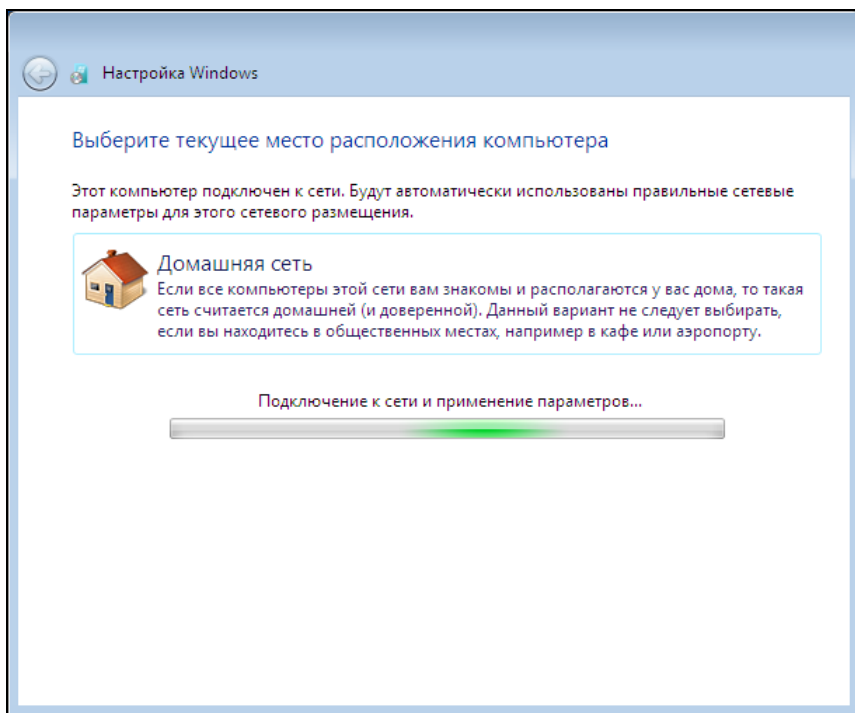 Настройка Windows
Выберите текущее место расположения компьютера
Этот компьютер подключен к сети. Будут автоматически использованы правильные сетевые
параметры для этого сетевого размещения.
Домашняя сеть
Если все компьютеры этой сети вам знакомы и располагаются у вас дома, то такая
сеть считается домашней (и доверенной). Данный вариант не следует выбирать,
если вы находитесь в общественных местах, например в кафе или аэропорту.
Подключение к сети и применение параметров...